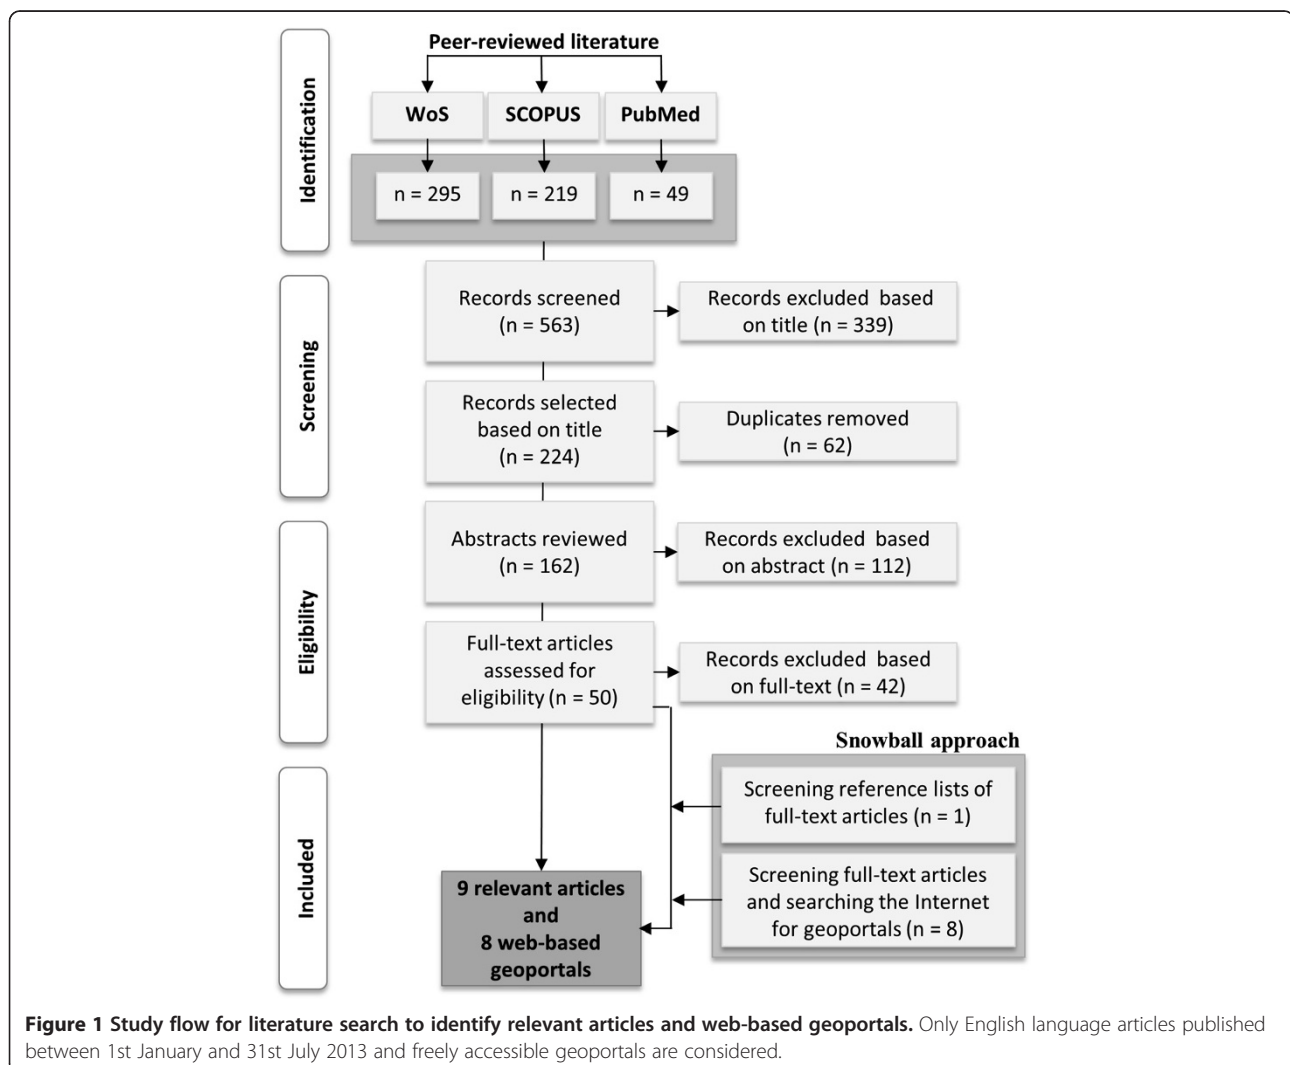 Peer-reviewed literature
WoS
SCOPUS
PubMed
Identification
n = 295
n = 219
n = 49
Screening
Records screened
(n = 563)
Records excluded based
on title (n = 339)
Records selected
based on title
(n = 224)
Duplicates removed
(n = 62)
Eligibility
Abstracts reviewed
(n = 162)
Records excluded based
on abstract (n = 112)
Full-text articles
assessed for
eligibility (n = 50)
Records excluded based
on full-text (n = 42)
Snowball approach
Included
Screening reference lists of
full-text articles (n = 1)
Screening full-text articles
and searching the Internet
for geoportals (n = 8)
9 relevant articles
and
8 web-based
geoportals
Figure 1 Study flow for literature search to identify relevant articles and web-based geoportals. Only English language articles published
between 1st January and 31st July 2013 and freely accessible geoportals are considered.